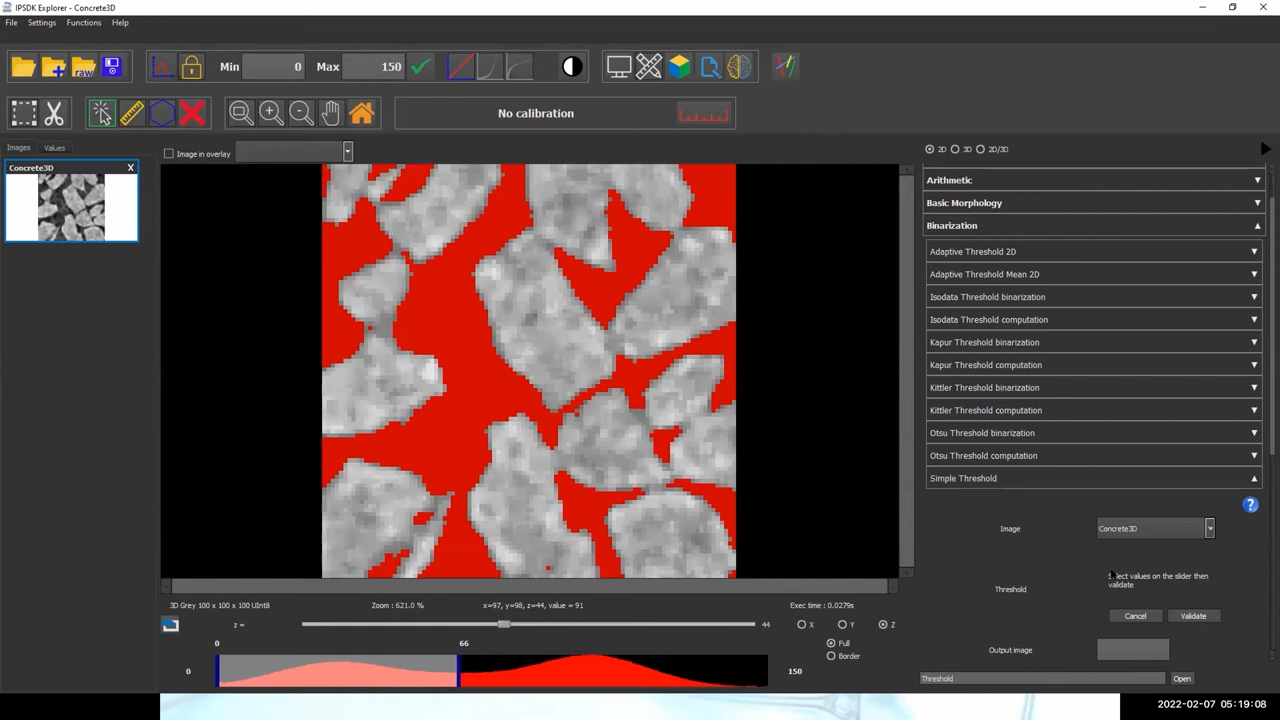 IPSDK Explorer - Concrete3D
File Settings Functions Help
raw Min 0 Max 150
No calibration
Images Values
Image in overlay
2D 3D 2D/3D
Concrete3D X
Arithmetic
Basic Morphology
Binarization
Adaptive Threshold 2D
Adaptive Threshold Mean 2D
Isodata Threshold binarization
Isodata Threshold computation
Kapur Threshold binarization
Kapur Threshold computation
Kittler Threshold binarization
Kittler Threshold computation
Otsu Threshold binarization
Otsu Threshold computation
Simple Threshold
?
Image Concrete3D
Threshold
Select values on the slider then
validate
Cancel Validate
Output image
Threshold Open
3D Grey 100 x 100 x 100 UInt8 Zoom : 621.0 % x=97, y=98, z=44, value = 91 Exec time : 0.0279s
z = 44 X Y Z
0 66 Full
Border
0 150
2022-02-07 05:19:08